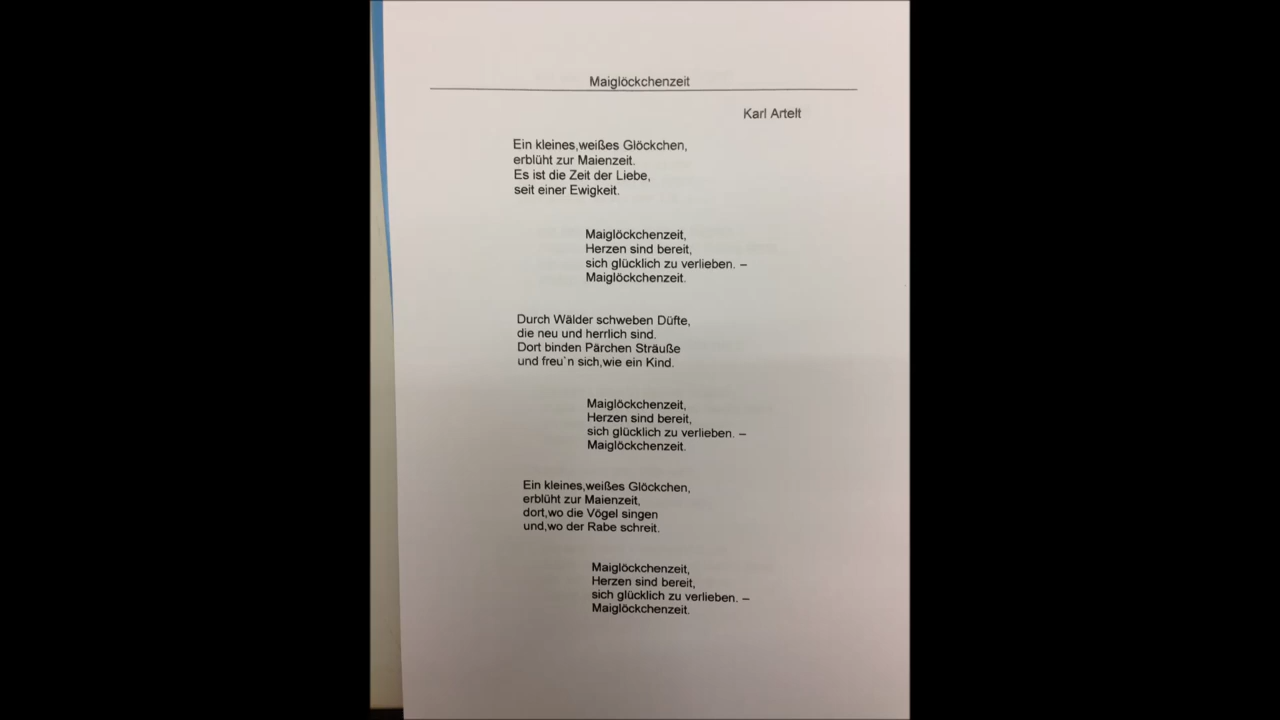 Maiglöckchenzeit
Karl Artelt
Ein kleines,weißes Glöckchen,
erblüht zur Maienzeit.
Es ist die Zeit der Liebe,
seit einer Ewigkeit.
Maiglöckchenzeit,
Herzen sind bereit,
sich glücklich zu verlieben. –
Maiglöckchenzeit.
Durch Wälder schweben Düfte,
die neu und herrlich sind.
Dort binden Pärchen Sträuße
und freu`n sich,wie ein Kind.
Maiglöckchenzeit,
Herzen sind bereit,
sich glücklich zu verlieben. –
Maiglöckchenzeit.
Ein kleines,weißes Glöckchen,
erblüht zur Maienzeit,
dort,wo die Vögel singen
und,wo der Rabe schreit.
Maiglöckchenzeit,
Herzen sind bereit,
sich glücklich zu verlieben. –
Maiglöckchenzeit.